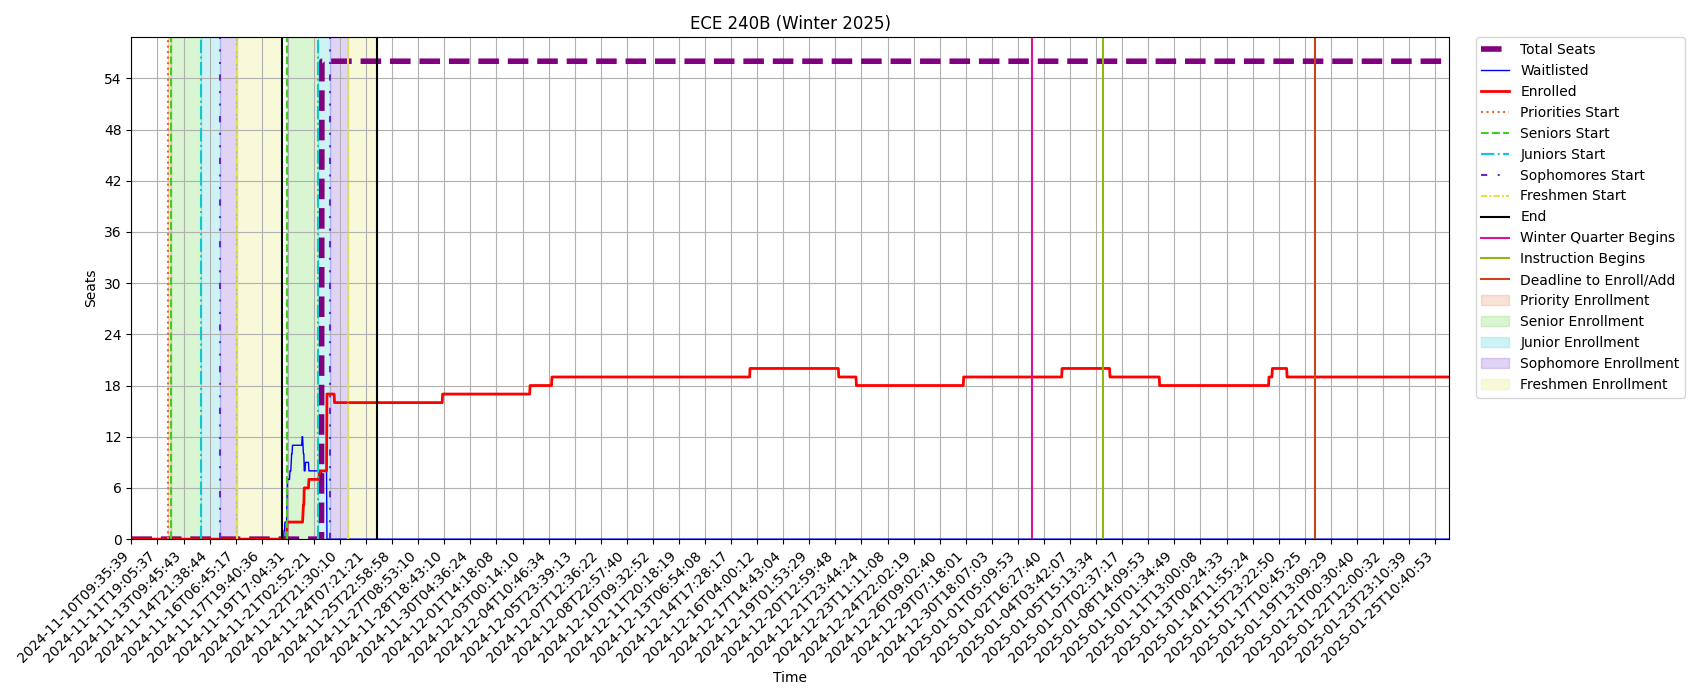 ECE 240B (Winter 2025)
Seats
54
48
42
36
30
24
18
12
6
0
2024-11-10T09:35:39
2024-11-11T19:05:37
2024-11-13T09:45:43
2024-11-14T21:38:44
2024-11-16T06:45:17
2024-11-17T19:40:36
2024-11-19T17:04:31
2024-11-21T02:52:21
2024-11-22T21:30:10
2024-11-24T07:21:21
2024-11-25T22:58:58
2024-11-27T08:53:10
2024-11-28T18:43:10
2024-11-30T04:36:24
2024-12-01T14:18:08
2024-12-03T00:14:10
2024-12-04T10:46:34
2024-12-05T23:39:13
2024-12-07T12:36:22
2024-12-08T22:57:40
2024-12-10T09:32:52
2024-12-11T20:18:19
2024-12-13T06:54:08
2024-12-14T17:28:17
2024-12-16T04:00:12
2024-12-17T14:43:04
2024-12-19T01:53:29
2024-12-20T12:59:48
2024-12-21T23:44:24
2024-12-23T11:11:08
2024-12-24T22:02:19
2024-12-26T09:02:40
2024-12-29T07:18:01
2024-12-30T18:07:03
2025-01-01T05:09:53
2025-01-02T16:27:40
2025-01-04T03:42:07
2025-01-05T15:13:34
2025-01-07T02:37:17
2025-01-08T14:09:53
2025-01-10T01:34:49
2025-01-11T13:00:08
2025-01-13T00:24:33
2025-01-14T11:55:24
2025-01-15T23:22:50
2025-01-17T10:45:25
2025-01-19T13:09:29
2025-01-21T00:30:40
2025-01-22T12:00:32
2025-01-23T23:10:39
2025-01-25T10:40:53
Time
Total Seats
Waitlisted
Enrolled
Priorities Start
Seniors Start
Juniors Start
Sophomores Start
Freshmen Start
End
Winter Quarter Begins
Instruction Begins
Deadline to Enroll/Add
Priority Enrollment
Senior Enrollment
Junior Enrollment
Sophomore Enrollment
Freshmen Enrollment